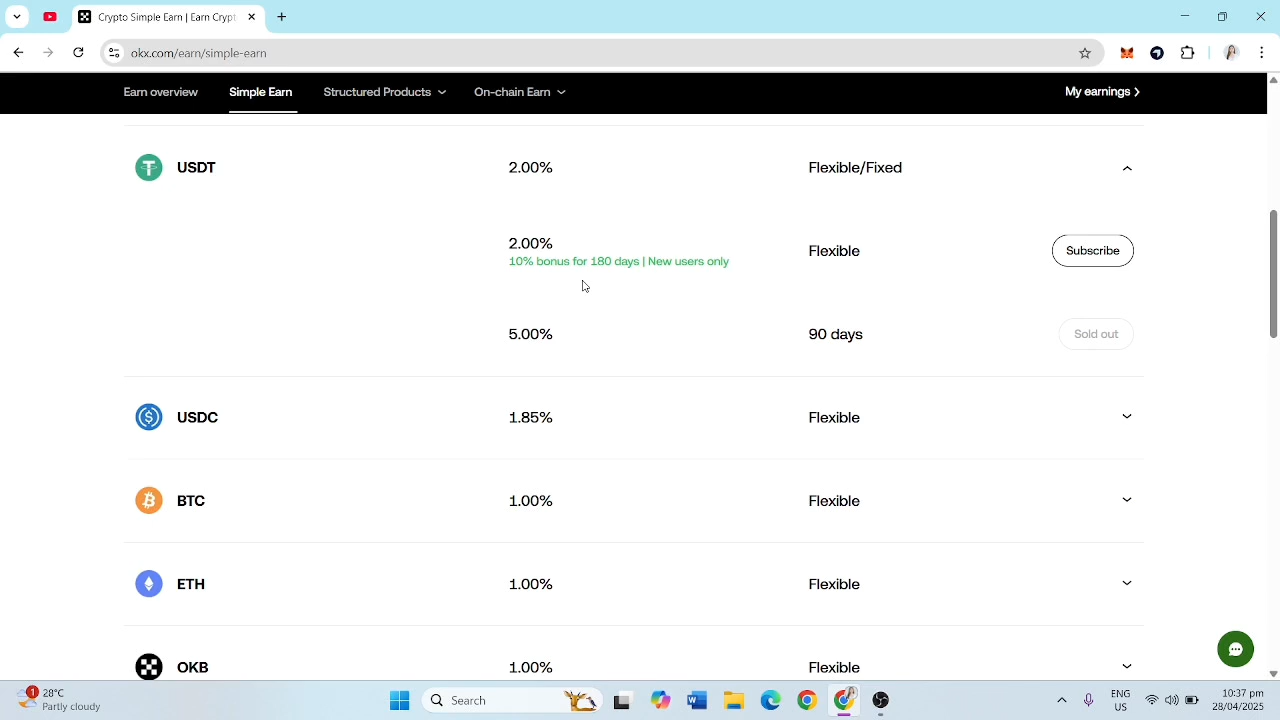 Crypto Simple Earn | Earn Crypt
okx.com/earn/simple-earn
Earn overview
Simple Earn
Structured Products
On-chain Earn
My earnings
USDT
2.00%
Flexible/Fixed
2.00%
10% bonus for 180 days | New users only
Flexible
Subscribe
5.00%
90 days
Sold out
USDC
1.85%
Flexible
BTC
1.00%
Flexible
ETH
1.00%
Flexible
OKB
1.00%
Flexible
1
28°C
Partly cloudy
Search
ENG
US
10:37 pm
28/04/2025